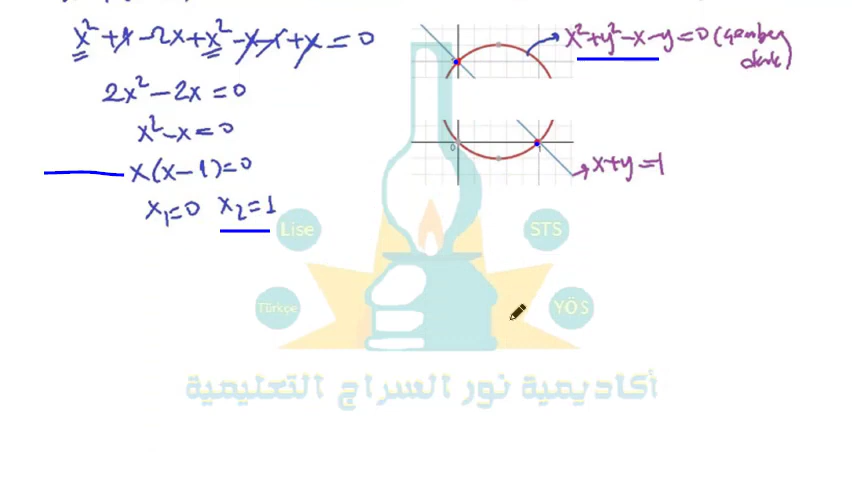 x²+1-2x+x²-x-1+x=0
2x²-2x=0
x²-x=0
x(x-1)=0
x₁=0 x₂=1
x²+y²-x-y=0 (çember
denk)
0
x+y=1
Lise
STS
Türkçe
YÖS
أكاديمية نور السراج التعليمية